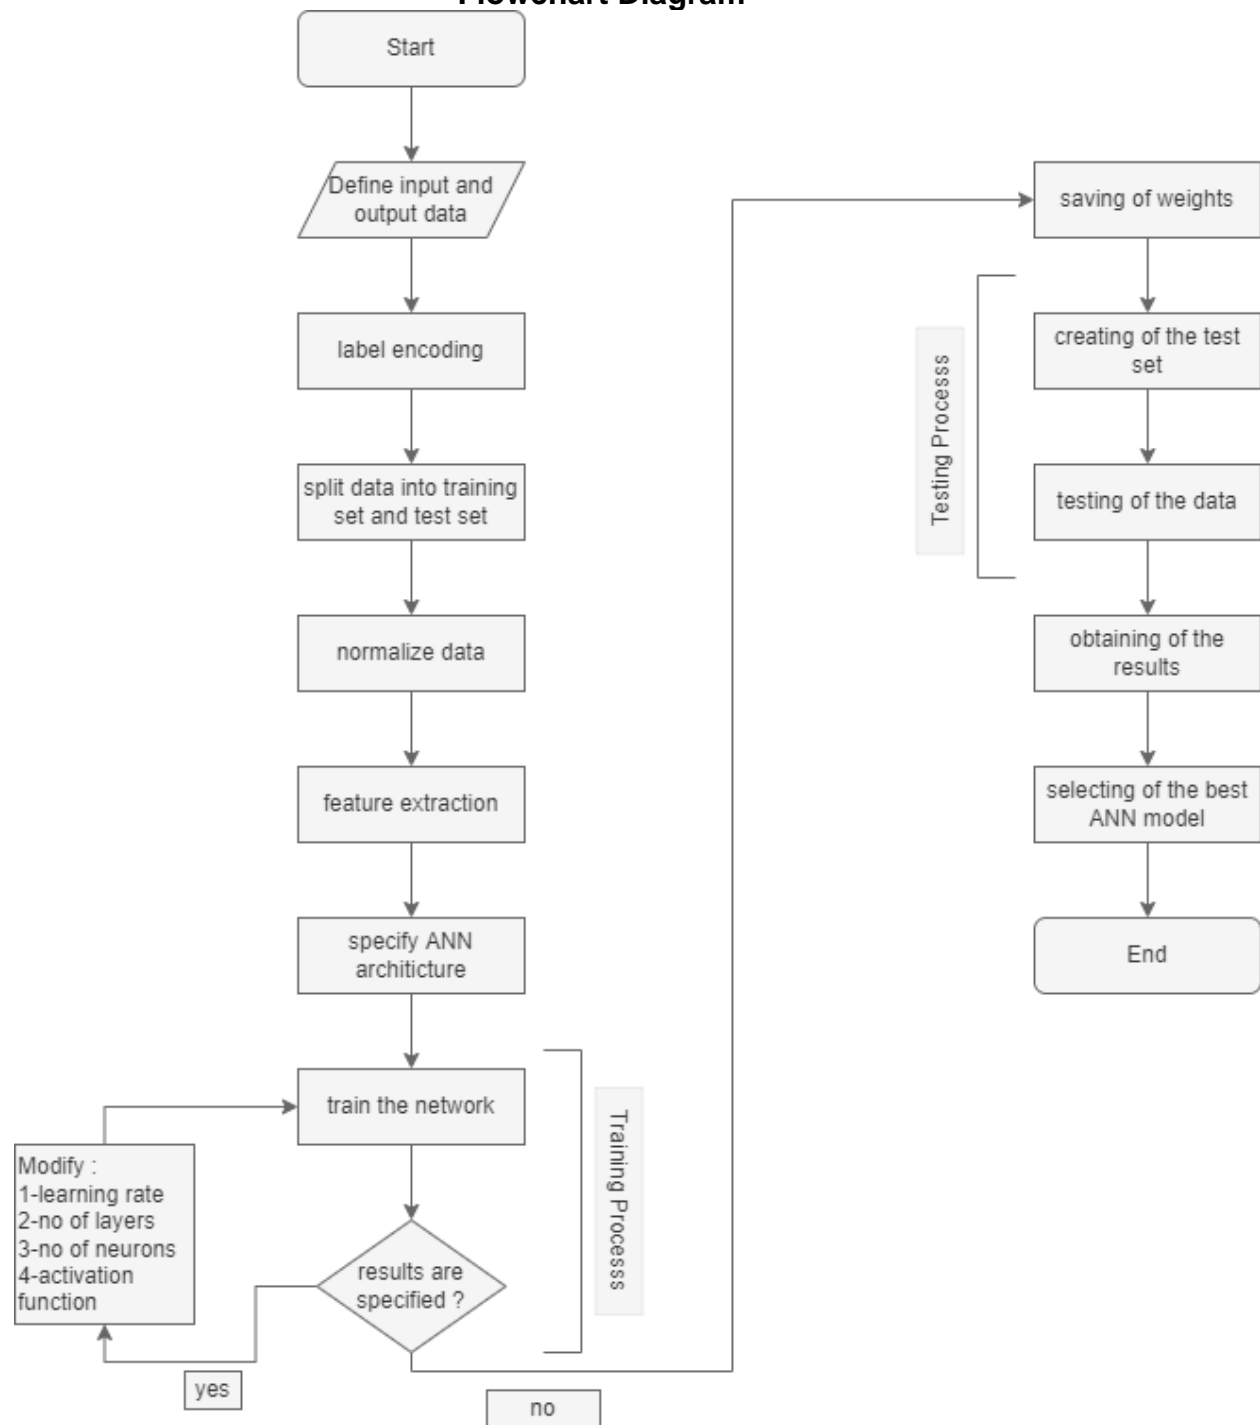 Flowchart Diagram
Start
Define input and
output data
label encoding
split data into training
set and test set
normalize data
feature extraction
specify ANN
architicture
train the network
Training Processs
Modify :
1-learning rate
2-no of layers
3-no of neurons
4-activation
function
results are
specified ?
yes
no
saving of weights
Testing Processs
creating of the test
set
testing of the data
obtaining of the
results
selecting of the best
ANN model
End